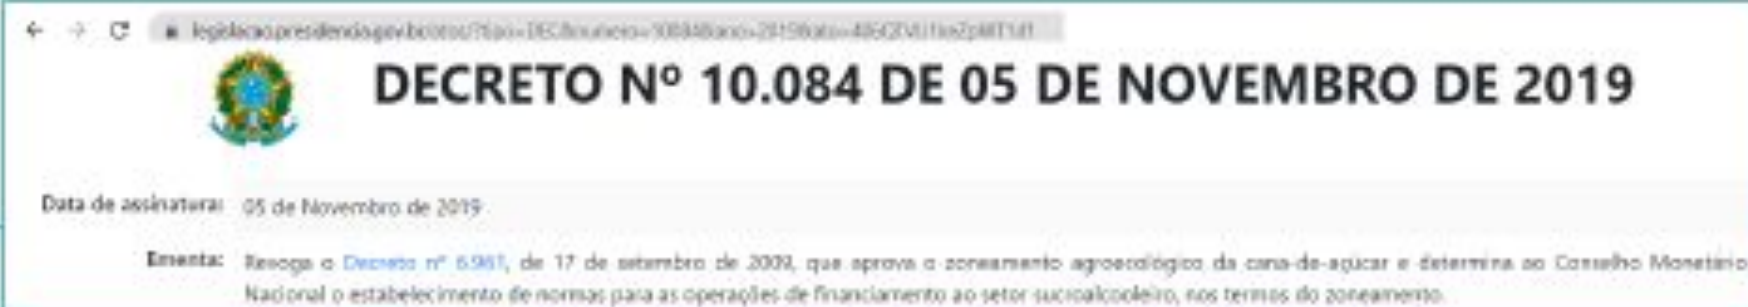 DECRETO Nº 10.084 DE 05 DE NOVEMBRO DE 2019
Data de assinatura: 05 de Novembro de 2019
Ementa: Revoga o Decreto nº 6.961, de 17 de setembro de 2009, que aprova o zoneamento agroecológico da cana-de-açúcar e determina ao Conselho Monetário
Nacional o estabelecimento de normas para as operações de financiamento ao setor sucroalcooleiro, nos termos do zoneamento.